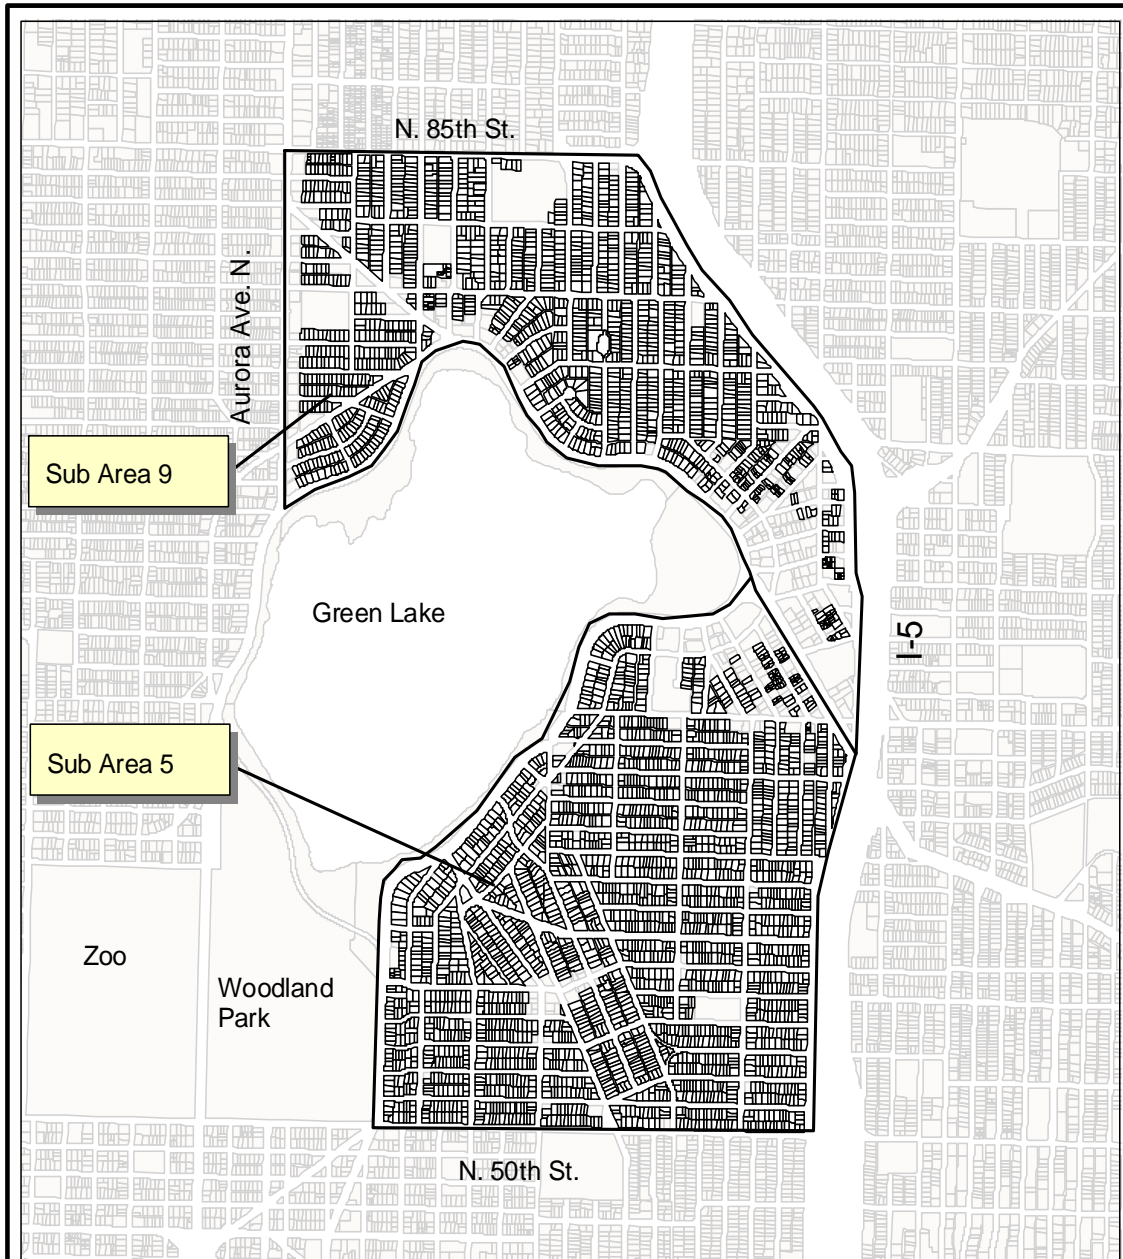 N. 85th St.
Aurora Ave. N.
Sub Area 9
Green Lake
I-5
Sub Area 5
Zoo
Woodland
Park
N. 50th St.